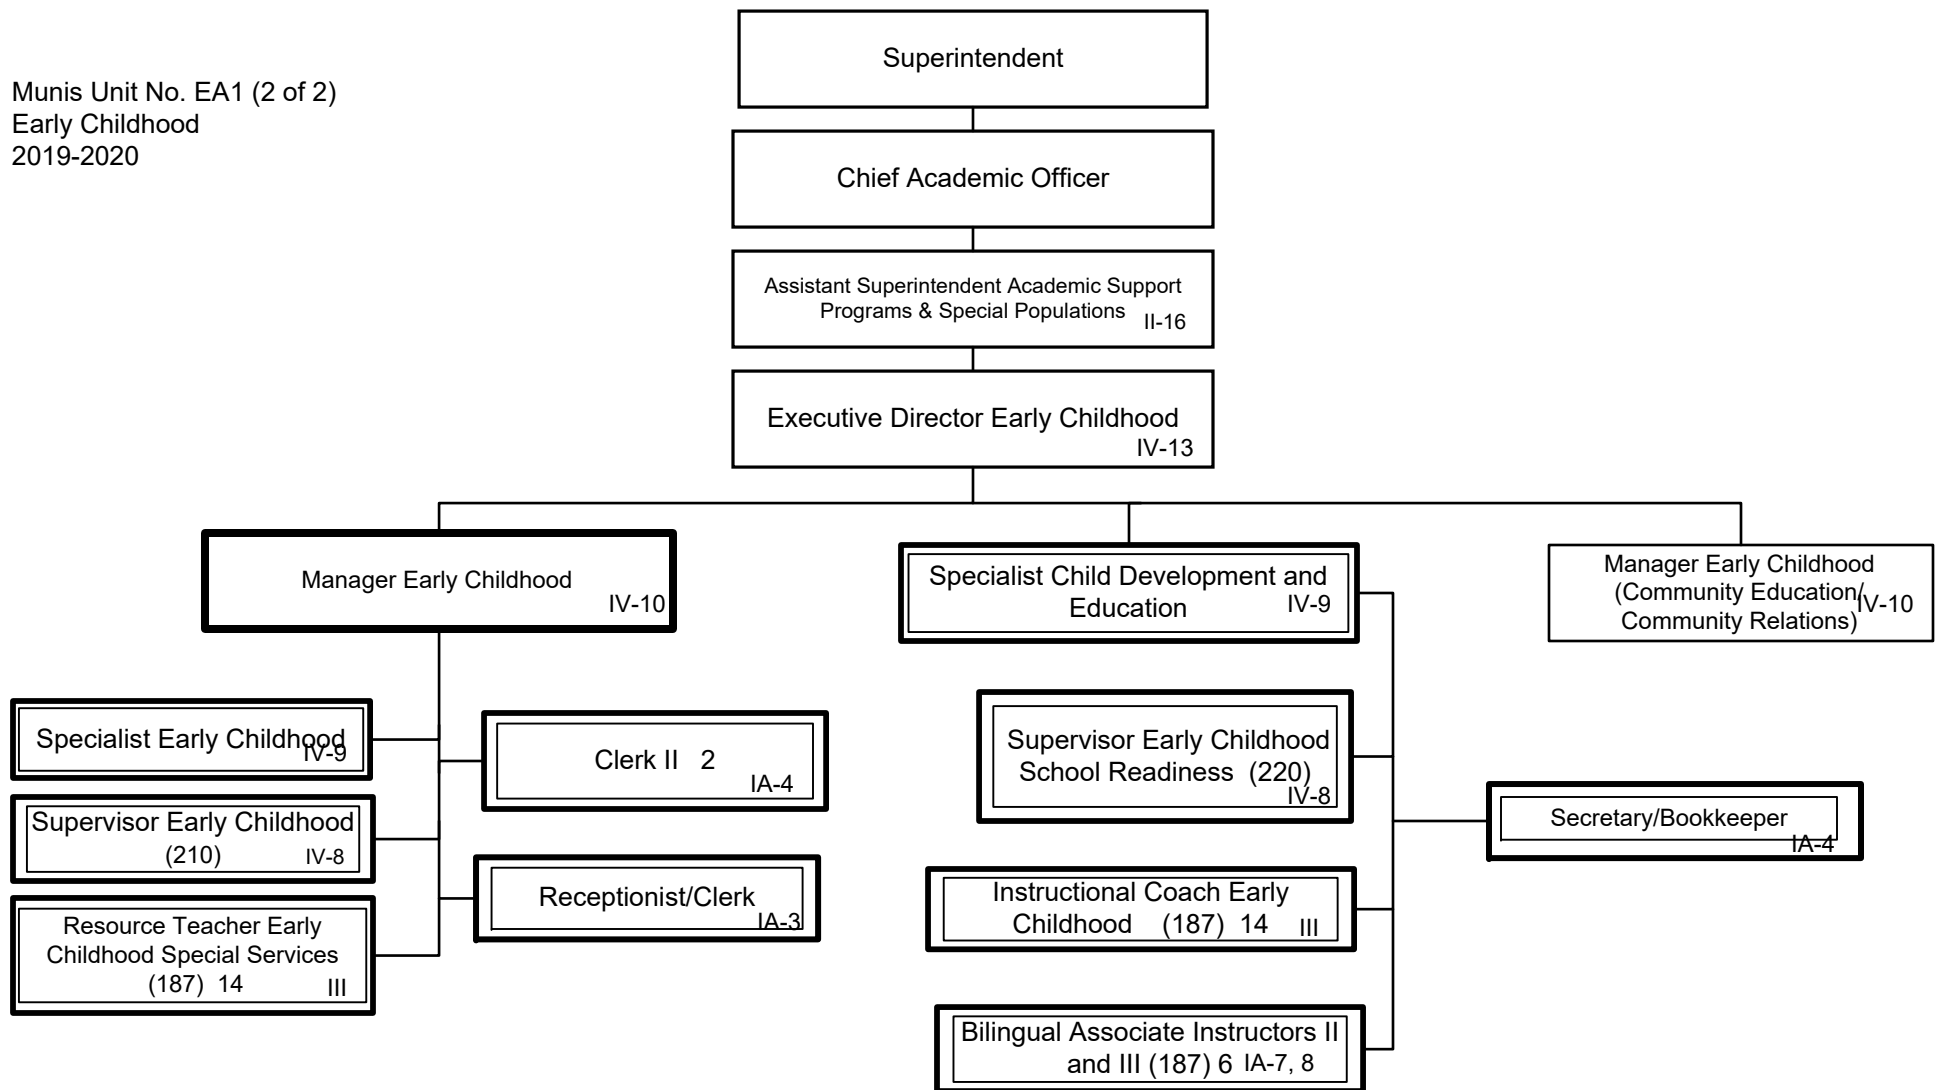 Munis Unit No. EA1 (2 of 2)
Early Childhood
2019-2020
Superintendent
Chief Academic Officer
Assistant Superintendent Academic Support
Programs & Special Populations
II-16
Executive Director Early Childhood
IV-13
Manager Early Childhood
IV-10
Specialist Child Development and
Education
IV-9
Manager Early Childhood
(Community Education/
Community Relations)
IV-10
Specialist Early Childhood
IV-9
Clerk II 2
IA-4
Supervisor Early Childhood
(210)
IV-8
Receptionist/Clerk
IA-3
Resource Teacher Early
Childhood Special Services
(187) 14
III
Supervisor Early Childhood
School Readiness (220)
IV-8
Secretary/Bookkeeper
IA-4
Instructional Coach Early
Childhood (187) 14
III
Bilingual Associate Instructors II
and III (187) 6 IA-7, 8